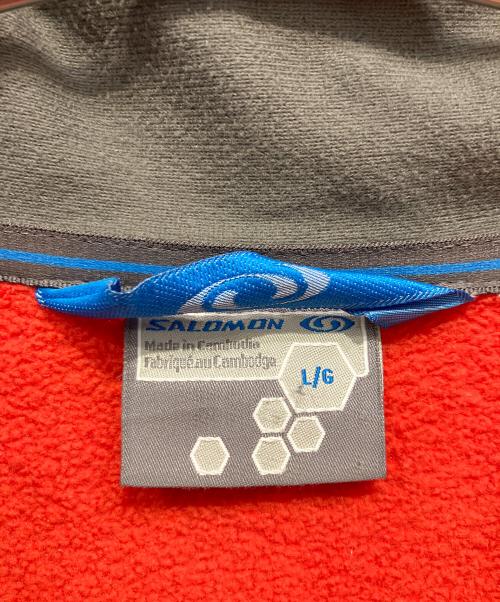 SALOMON
Made in Cambodia
Fabriqué au Cambodge
L/G